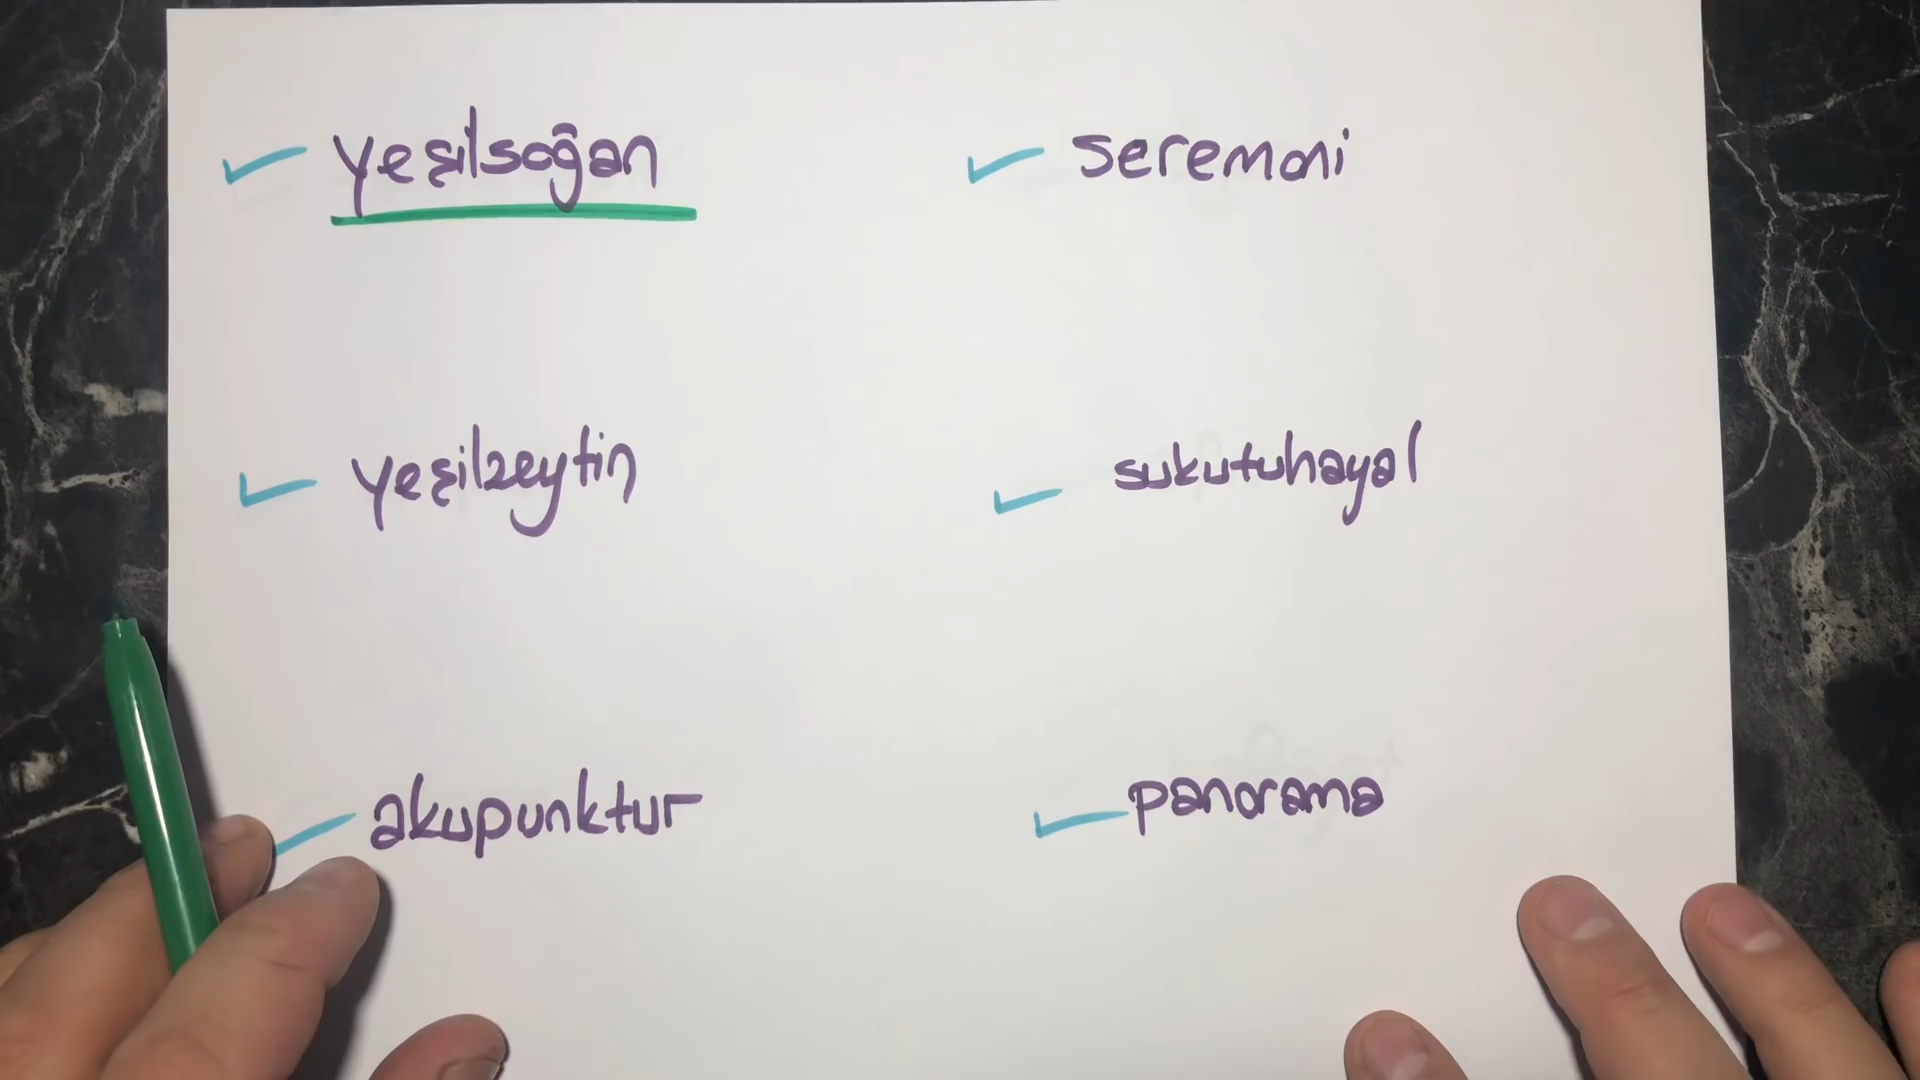 yeşilsoğan
seremoni
yeşilzeytin
sukutuhayal
akupunktur
panorama